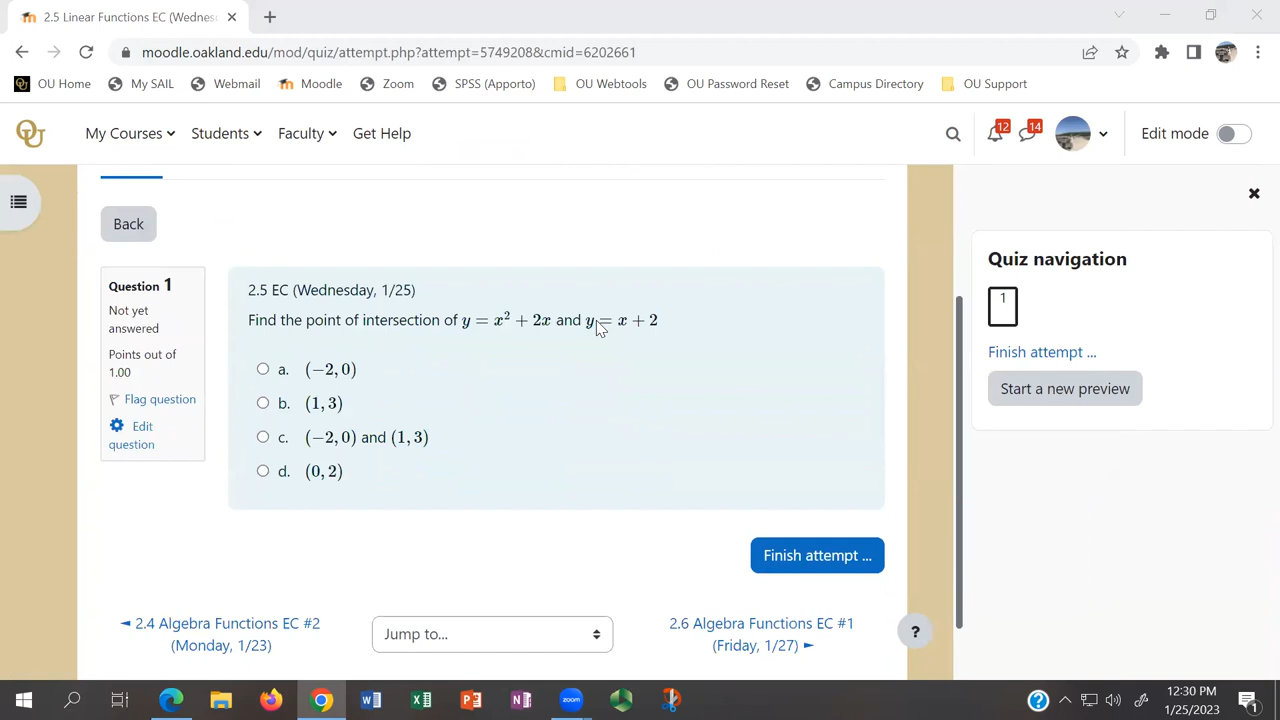 2.5 Linear Functions EC (Wednes
moodle.oakland.edu/mod/quiz/attempt.php?attempt=5749208&cmid=6202661
OU Home My SAIL Webmail Moodle Zoom SPSS (Apporto) OU Webtools OU Password Reset Campus Directory OU Support
OU My Courses Students Faculty Get Help 12 14 Edit mode
Back
Question 1
Not yet
answered
Points out of
1.00
Flag question
Edit
question
2.5 EC (Wednesday, 1/25)
Find the point of intersection of y = x² + 2x and y = x + 2
a. (−2, 0)
b. (1, 3)
c. (−2, 0) and (1, 3)
d. (0, 2)
Finish attempt ...
◄ 2.4 Algebra Functions EC #2
(Monday, 1/23)
Jump to...
2.6 Algebra Functions EC #1
(Friday, 1/27) ►
?
Quiz navigation
1
Finish attempt ...
Start a new preview
zoom
12:30 PM
1/25/2023
1